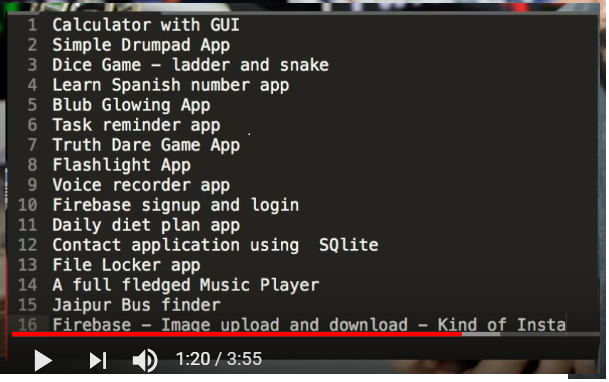 1 Calculator with GUI
2 Simple Drumpad App
3 Dice Game – ladder and snake
4 Learn Spanish number app
5 Blub Glowing App
6 Task reminder app
7 Truth Dare Game App
8 Flashlight App
9 Voice recorder app
10 Firebase signup and login
11 Daily diet plan app
12 Contact application using  SQlite
13 File Locker app
14 A full fledged Music Player
15 Jaipur Bus finder
16 Firebase – Image upload and download – Kind of Insta
1:20 / 3:55